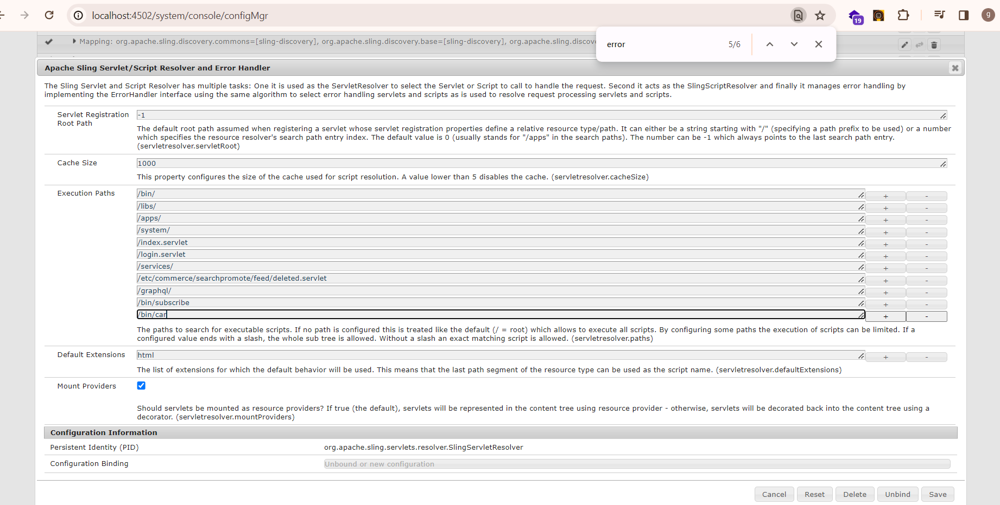 localhost:4502/system/console/configMgr
19
g
Mapping: org.apache.sling.discovery.commons=[sling-discovery], org.apache.sling.discovery.base=[sling-discovery], org.apache.sling.disco
error 5/6
Apache Sling Servlet/Script Resolver and Error Handler
The Sling Servlet and Script Resolver has multiple tasks: One it is used as the ServletResolver to select the Servlet or Script to call to handle the request. Second it acts as the SlingScriptResolver and finally it manages error handling by
implementing the ErrorHandler interface using the same algorithm to select error handling servlets and scripts as is used to resolve request processing servlets and scripts.
Servlet Registration
Root Path
-1
The default root path assumed when registering a servlet whose servlet registration properties define a relative resource type/path. It can either be a string starting with "/" (specifying a path prefix to be used) or a number
which specifies the resource resolver's search path entry index. The default value is 0 (usually stands for "/apps" in the search paths). The number can be -1 which always points to the last search path entry.
(servletresolver.servletRoot)
Cache Size
1000
This property configures the size of the cache used for script resolution. A value lower than 5 disables the cache. (servletresolver.cacheSize)
Execution Paths
/bin/ + -
/libs/ + -
/apps/ + -
/system/ + -
/index.servlet + -
/login.servlet + -
/services/ + -
/etc/commerce/searchpromote/feed/deleted.servlet + -
/graphql/ + -
/bin/subscribe + -
/bin/car + -
The paths to search for executable scripts. If no path is configured this is treated like the default (/ = root) which allows to execute all scripts. By configuring some paths the execution of scripts can be limited. If a
configured value ends with a slash, the whole sub tree is allowed. Without a slash an exact matching script is allowed. (servletresolver.paths)
Default Extensions
html + -
The list of extensions for which the default behavior will be used. This means that the last path segment of the resource type can be used as the script name. (servletresolver.defaultExtensions)
Mount Providers
Should servlets be mounted as resource providers? If true (the default), servlets will be represented in the content tree using resource provider - otherwise, servlets will be decorated back into the content tree using a
decorator. (servletresolver.mountProviders)
Configuration Information
Persistent Identity (PID) org.apache.sling.servlets.resolver.SlingServletResolver
Configuration Binding Unbound or new configuration
Cancel Reset Delete Unbind Save